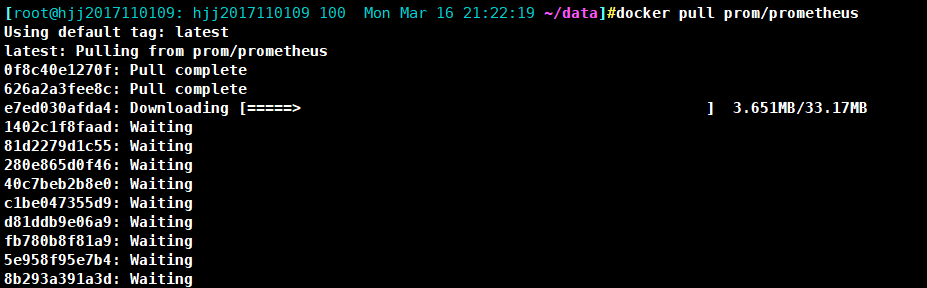 [root@hjj2017110109: hjj2017110109 100  Mon Mar 16 21:22:19 ~/data]#docker pull prom/prometheus
Using default tag: latest
latest: Pulling from prom/prometheus
0f8c40e1270f: Pull complete
626a2a3fee8c: Pull complete
e7ed030afda4: Downloading [=====>                                             ]  3.651MB/33.17MB
1402c1f8faad: Waiting
81d2279d1c55: Waiting
280e865d0f46: Waiting
40c7beb2b8e0: Waiting
c1be047355d9: Waiting
d81ddb9e06a9: Waiting
fb780b8f81a9: Waiting
5e958f95e7b4: Waiting
8b293a391a3d: Waiting